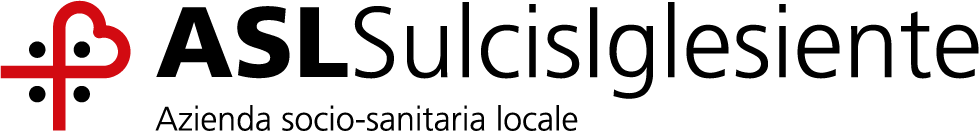 ASLSulcisIglesiente
Azienda socio-sanitaria locale